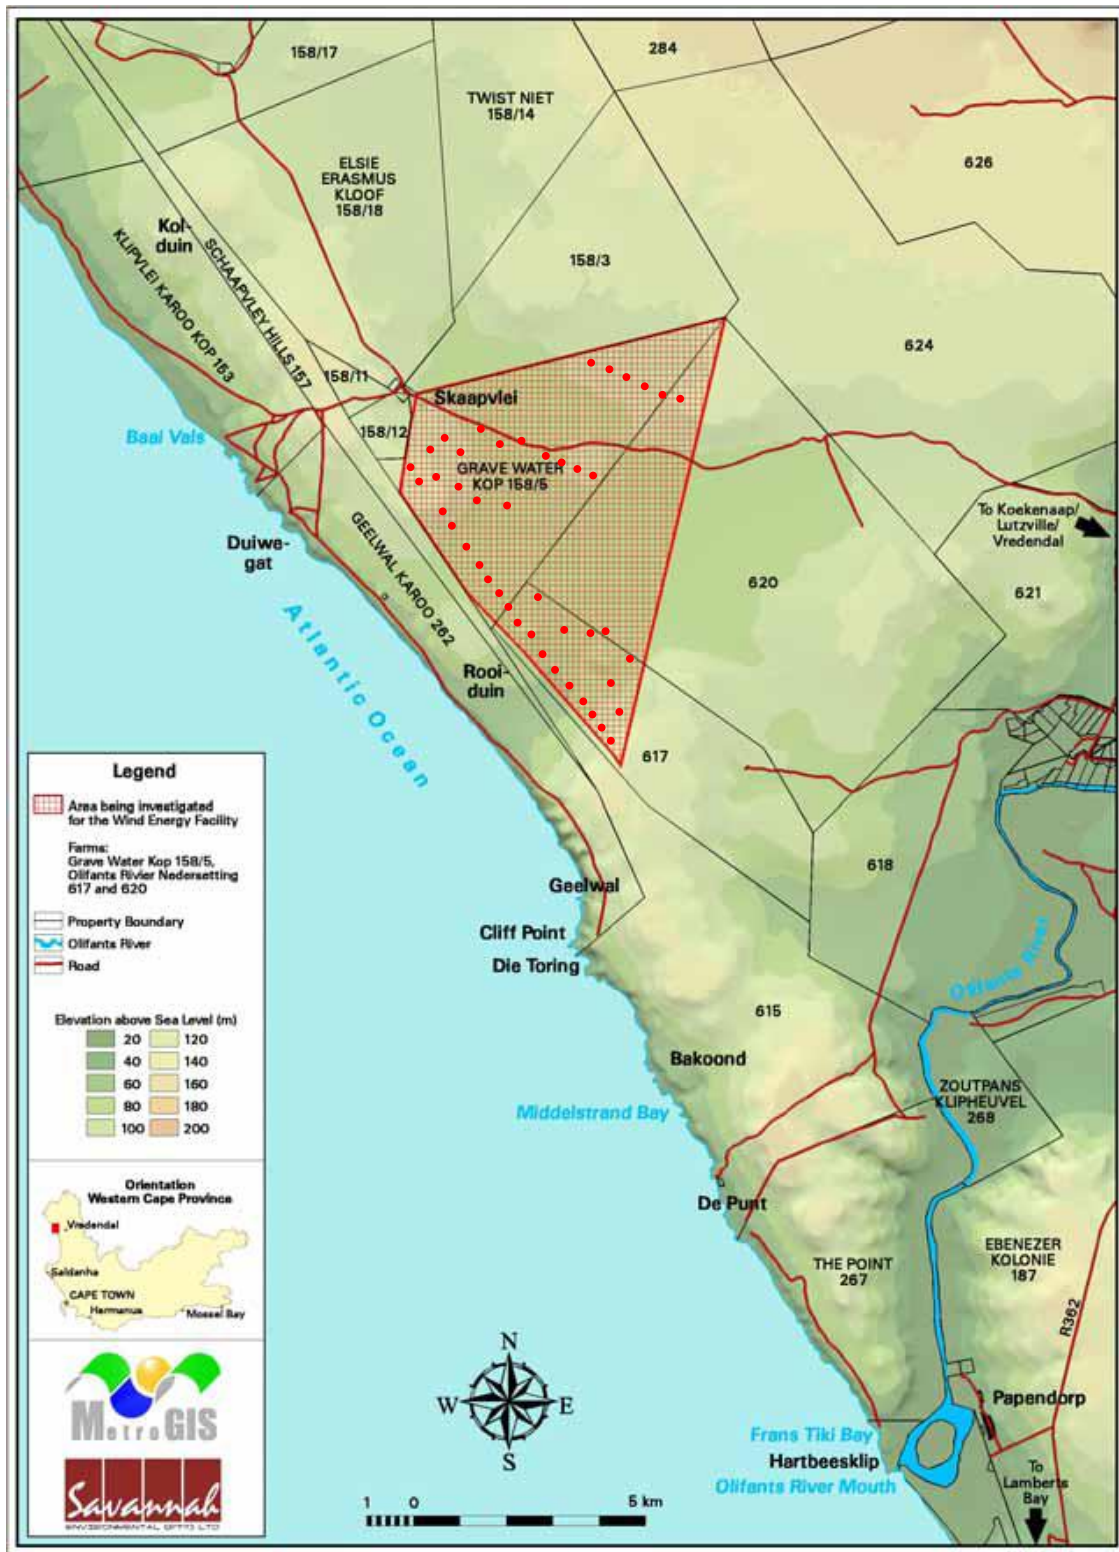 158/17
284
TWIST NIET
158/14
626
ELSIE
ERASMUS
KLOOF
158/18
Kol-
duin
SCHAAPVLEY HILLS 157
KLIPVLEI KAROO KOP 153
158/3
624
158/11
Skaapvlei
Baai Vals
158/12
GRAVE WATER
KOP 158/5
To Koekenaap/
Lutzville/
Vredendal
Duiwe-
gat
GEELWAL KAROO 262
620
621
Atlantic Ocean
Rooi-
duin
617
Legend
Area being investigated
for the Wind Energy Facility
Farms:
Grave Water Kop 158/5,
Olifants Rivier Nedersetting
617 and 620
Property Boundary
Olifants River
Road
Elevation above Sea Level (m)
20 120
40 140
60 160
80 180
100 200
618
Geelwal
Cliff Point
Die Toring
Olifants River
615
Bakoond
Middelstrand Bay
ZOUTPANS
KLIPHEUVEL
268
De Punt
THE POINT
267
EBENEZER
KOLONIE
187
R362
Orientation
Western Cape Province
Vredendal
Saldanha
CAPE TOWN
Hermanus
Mossel Bay
MetroGIS
Savannah
ENVIRONMENTAL (PTY) LTD
N
W E
S
1 0 5 km
Papendorp
Frans Tiki Bay
Hartbeesklip
Olifants River Mouth
To
Lamberts
Bay